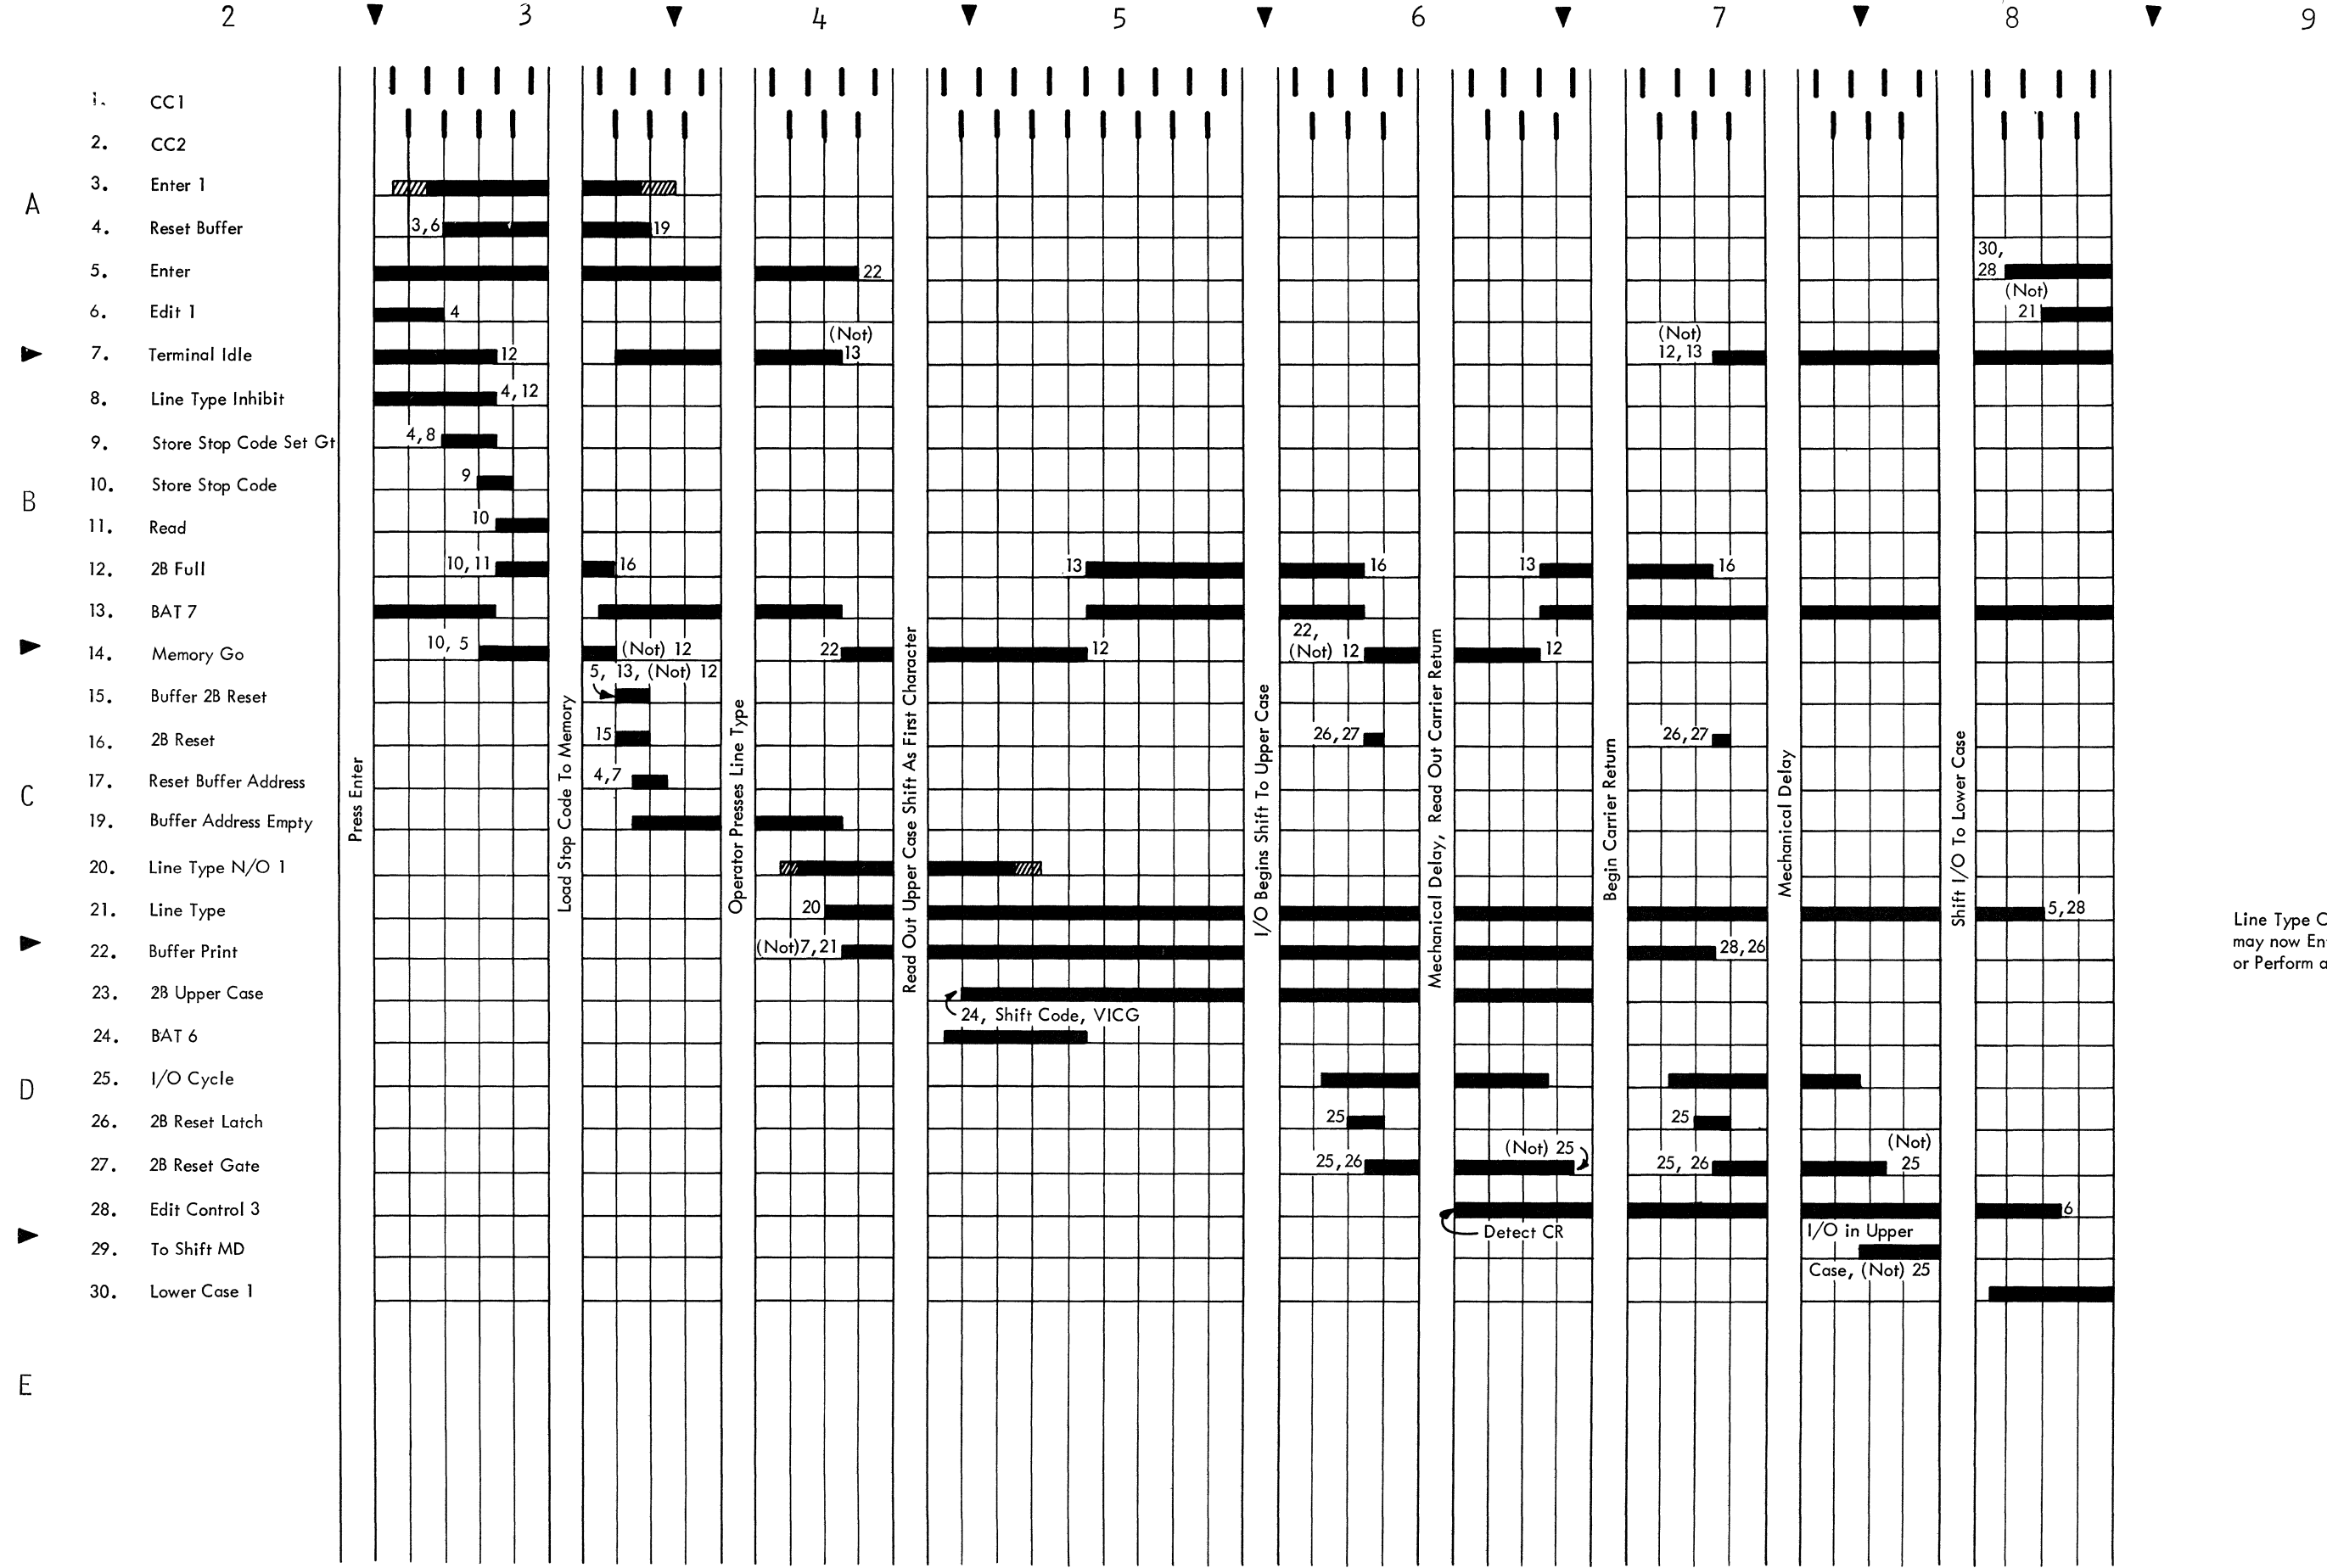 2 3 4 5 6 7 8 9
1. CC1
2. CC2
A
3. Enter 1
4. Reset Buffer 3,6 19
30,
5. Enter 22 28
(Not)
6. Edit 1 4 21
(Not) (Not)
7. Terminal Idle 12 13 12,13
8. Line Type Inhibit 4,12
9. Store Stop Code Set Gt 4,8
10. Store Stop Code 9
B
11. Read 10
12. 2B Full 10,11 16 13 16 13 16
13. BAT 7
22,
14. Memory Go 10, 5 (Not) 12 22 12 (Not) 12 12
5, 13, (Not) 12
15. Buffer 2B Reset
16. 2B Reset 15 26,27 26,27
17. Reset Buffer Address 4,7
C
19. Buffer Address Empty
20. Line Type N/O 1
21. Line Type 20 5,28
22. Buffer Print (Not)7,21 28,26
23. 2B Upper Case
24, Shift Code, VICG
24. BAT 6
25. I/O Cycle
D
26. 2B Reset Latch 25 25
(Not) 25 (Not)
27. 2B Reset Gate 25,26 25, 26 25
28. Edit Control 3 6
Detect CR I/O in Upper
29. To Shift MD
Case, (Not) 25
30. Lower Case 1
E
Press Enter
Load Stop Code To Memory
Operator Presses Line Type
Read Out Upper Case Shift As First Character
I/O Begins Shift To Upper Case
Mechanical Delay, Read Out Carrier Return
Begin Carrier Return
Mechanical Delay
Shift I/O To Lower Case
Line Type
may now
or Perform